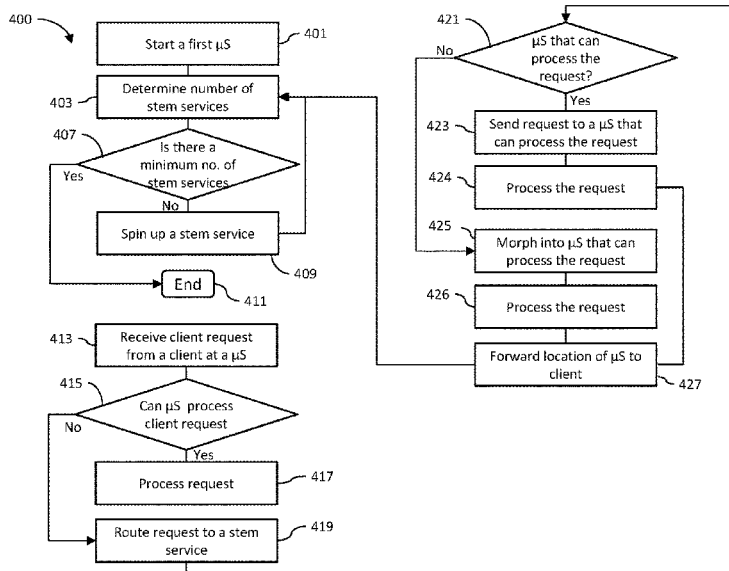 400
Start a first µS
401
Determine number of
stem services
403
407
Is there a
minimum no. of
stem services
Yes
No
Spin up a stem service
409
End
411
413
Receive client request
from a client at a µS
415
Can µS process
client request
No
Yes
Process request
417
Route request to a stem
service
419
421
µS that can
process the
request?
No
Yes
423
Send request to a µS that
can process the request
424
Process the request
425
Morph into µS that can
process the request
426
Process the request
Forward location of µS to
client
427